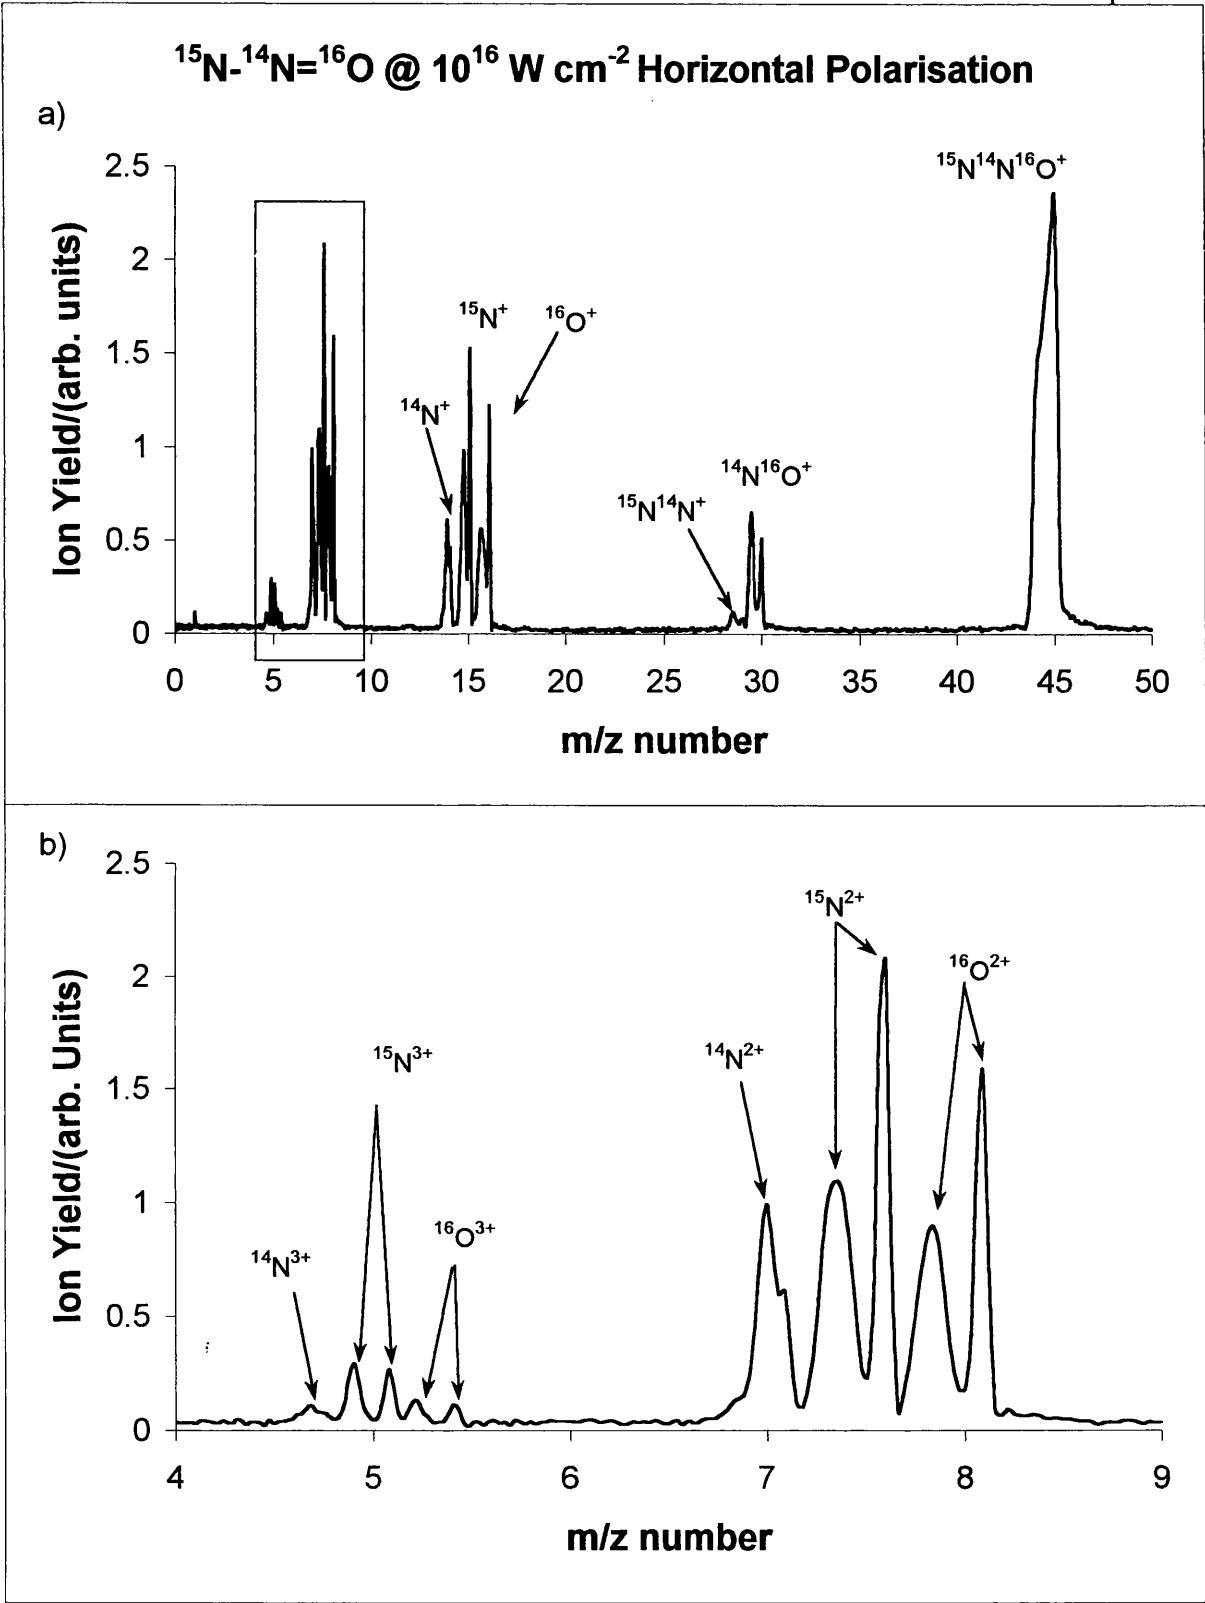 ¹⁵N-¹⁴N=¹⁶O @ 10¹⁶ W cm⁻² Horizontal Polarisation
a)
Ion Yield/(arb. units)
2.5
2
1.5
1
0.5
0
¹⁵N¹⁴N¹⁶O⁺
¹⁵N⁺
¹⁶O⁺
¹⁴N⁺
¹⁴N¹⁶O⁺
¹⁵N¹⁴N⁺
0 5 10 15 20 25 30 35 40 45 50
m/z number
b)
Ion Yield/(arb. Units)
2.5
2
1.5
1
0.5
0
¹⁵N²⁺
¹⁶O²⁺
¹⁴N²⁺
¹⁵N³⁺
¹⁶O³⁺
¹⁴N³⁺
4 5 6 7 8 9
m/z number